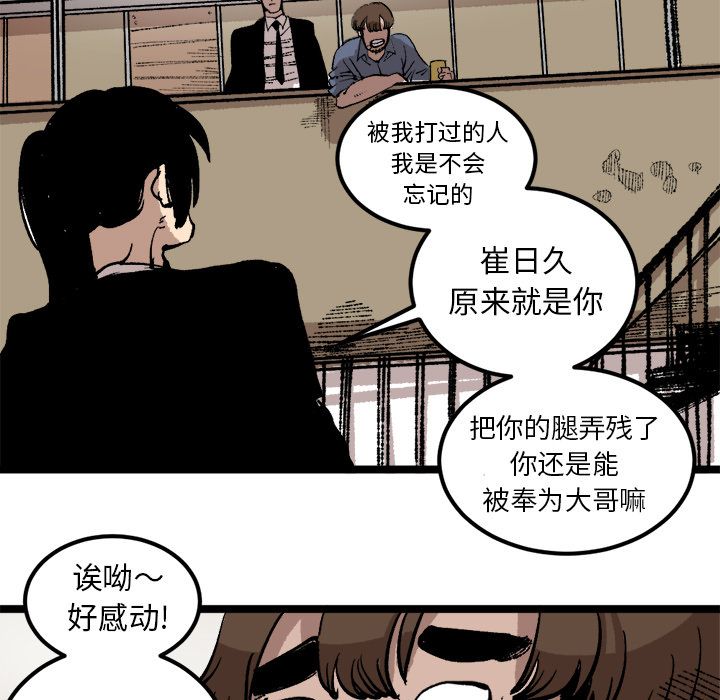 被我打过的人
我是不会
忘记的
崔日久
原来就是你
把你的腿弄残了
你还是能
被奉为大哥嘛
诶呦～
好感动!